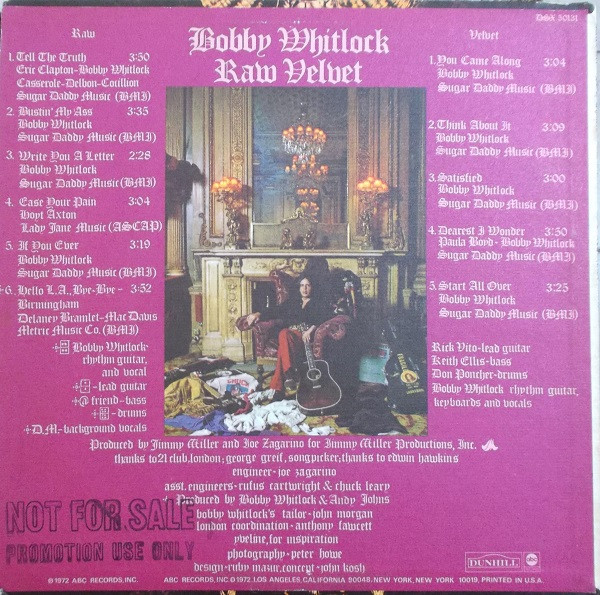 DSX 50131
Bobby Whitlock
Raw Velvet
Raw
1. Tell The Truth 3:50
Eric Clapton-Bobby Whitlock
Casserole-Delbon-Cotillion
Sugar Daddy Music (BMI)
2. Bustin' My Ass 3:35
Bobby Whitlock
Sugar Daddy Music (BMI)
3. Write You A Letter 2:28
Bobby Whitlock
Sugar Daddy Music (BMI)
4. Ease Your Pain 3:04
Hoyt Axton
Lady Jane Music (ASCAP)
5. If You Ever 3:19
Bobby Whitlock
Sugar Daddy Music (BMI)
+6. Hello L.A., Bye-Bye- 3:52
Birmingham
Delaney Bramlet-Mac Davis
Metric Music Co. (BMI)
+ Bobby Whitlock-
rhythm guitar,
and vocal
+ -lead guitar
+@ friend-bass
+ -drums
+D.M.-background vocals
Velvet
1. You Came Along 3:04
Bobby Whitlock
Sugar Daddy Music (BMI)
2. Think About It 3:09
Bobby Whitlock
Sugar Daddy Music (BMI)
3. Satisfied 3:00
Bobby Whitlock
Sugar Daddy Music (BMI)
4. Dearest I Wonder 3:50
Paula Boyd-Bobby Whitlock
Sugar Daddy Music (BMI)
5. Start All Over 3:25
Bobby Whitlock
Sugar Daddy Music (BMI)
Rick Vito-lead guitar
Keith Ellis-bass
Don Poncher-drums
Bobby Whitlock rhythm guitar,
keyboards and vocals
Produced by Jimmy Miller and Joe Zagarino for Jimmy Miller Productions, Inc.
thanks to 21 club, london; george greif, songpicker; thanks to edwin hawkins
engineer-joe zagarino
asst. engineers-rufus cartwright & chuck leary
+ Produced by Bobby Whitlock & Andy Johns
bobby whitlock's tailor-john morgan
london coordination-anthony fawcett
yveline, for inspiration
photography-peter howe
design-ruby mazur, concept-john kosh
NOT FOR SALE
PROMOTION USE ONLY
DUNHILL
abc
© 1972 ABC RECORDS, INC. ABC RECORDS, INC © 1972, LOS ANGELES, CALIFORNIA 90048. NEW YORK, NEW YORK 10019, PRINTED IN U.S.A.